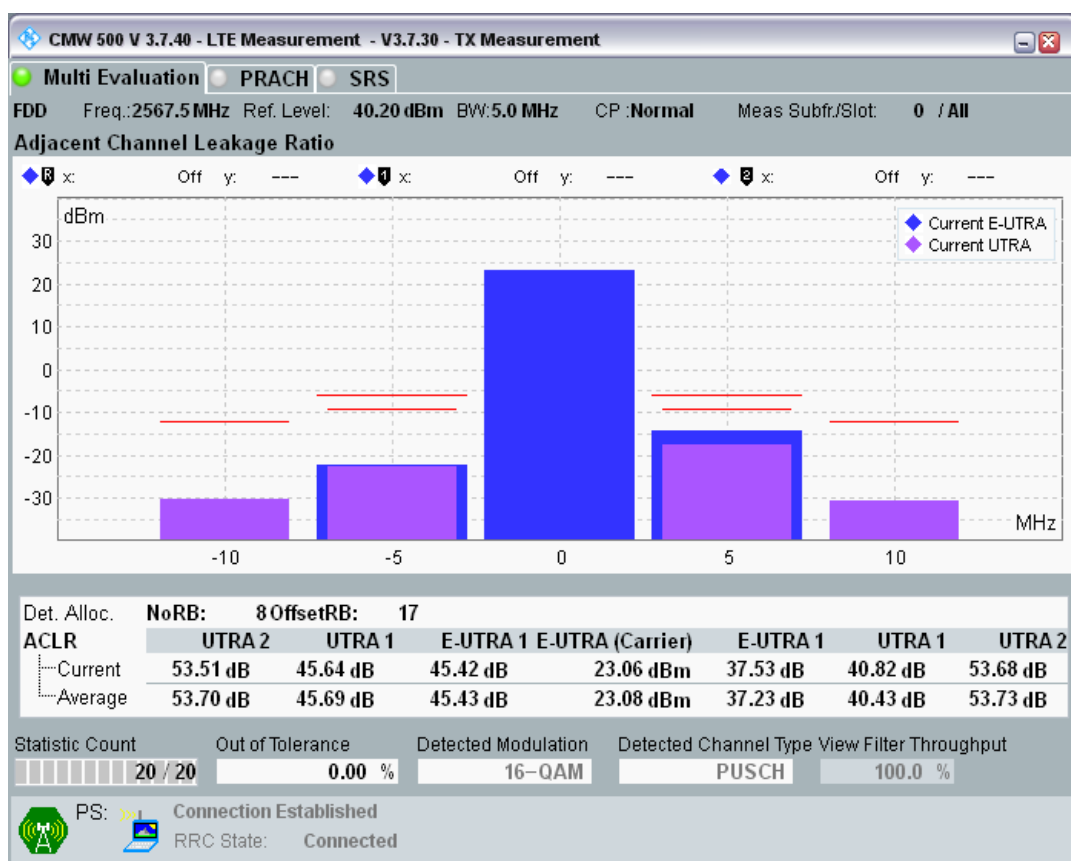 CMW 500 V 3.7.40 - LTE Measurement - V3.7.30 - TX Measurement
Multi Evaluation PRACH SRS
FDD Freq.:2567.5 MHz Ref. Level: 40.20 dBm BW:5.0 MHz CP :Normal Meas Subfr./Slot: 0 / All
Adjacent Channel Leakage Ratio
R x: Off y: --- 1 x: Off y: --- 2 x: Off y: ---
dBm
Current E-UTRA
Current UTRA
30
20
10
0
-10
-20
-30
MHz
-10 -5 0 5 10
Det. Alloc. NoRB: 8 OffsetRB: 17
ACLR UTRA 2 UTRA 1 E-UTRA 1 E-UTRA (Carrier) E-UTRA 1 UTRA 1 UTRA 2
Current 53.51 dB 45.64 dB 45.42 dB 23.06 dBm 37.53 dB 40.82 dB 53.68 dB
Average 53.70 dB 45.69 dB 45.43 dB 23.08 dBm 37.23 dB 40.43 dB 53.73 dB
Statistic Count Out of Tolerance Detected Modulation Detected Channel Type View Filter Throughput
20 / 20 0.00 % 16-QAM PUSCH 100.0 %
PS: Connection Established
RRC State: Connected